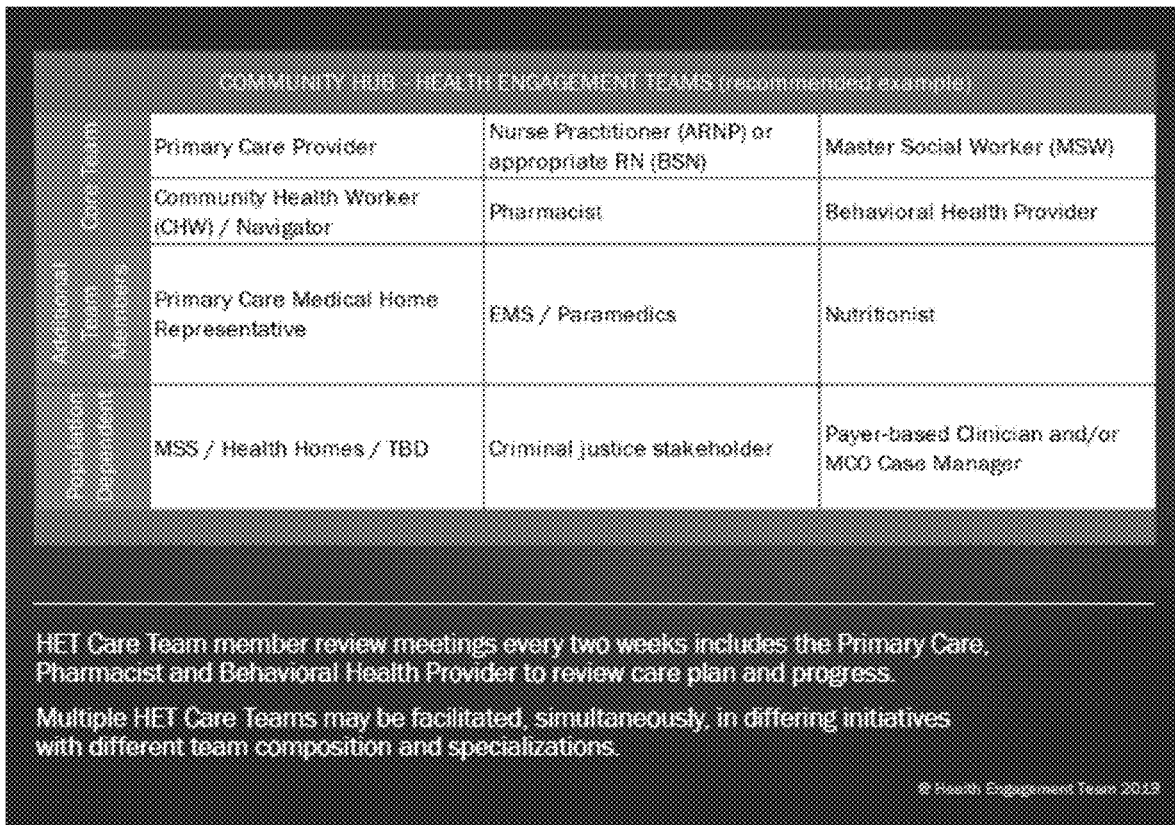 COMMUNITY HUB - HEALTH ENGAGEMENT TEAMS (recommended example)
Core Team
Primary Care Provider
Nurse Practitioner (ARNP) or
appropriate RN (BSN)
Master Social Worker (MSW)
Community Health Worker
(CHW) / Navigator
Pharmacist
Behavioral Health Provider
Additional
Team
Members
Primary Care Medical Home
Representative
EMS / Paramedics
Nutritionist
Population
Dependent
MSS / Health Homes / TBD
Criminal justice stakeholder
Payer-based Clinician and/or
MCO Case Manager
HET Care Team member review meetings every two weeks includes the Primary Care,
Pharmacist and Behavioral Health Provider to review care plan and progress.
Multiple HET Care Teams may be facilitated, simultaneously, in differing initiatives
with different team composition and specializations.
© Health Engagement Team 2013